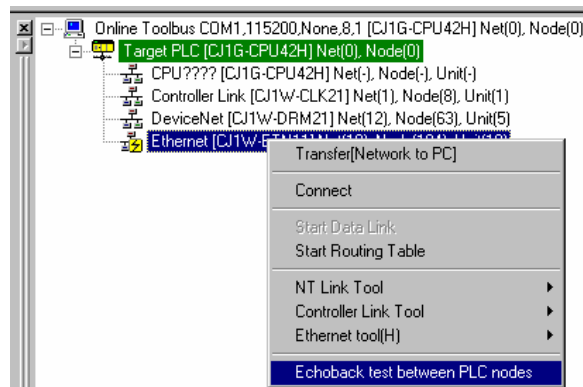 Online Toolbus COM1,115200,None,8,1 [CJ1G-CPU42H] Net(0), Node(0)
Target PLC [CJ1G-CPU42H] Net(0), Node(0)
CPU???? [CJ1G-CPU42H] Net(-), Node(-), Unit(-)
Controller Link [CJ1W-CLK21] Net(1), Node(8), Unit(1)
DeviceNet [CJ1W-DRM21] Net(12), Node(63), Unit(5)
Ethernet [CJ1W-ETN11]
Transfer[Network to PC]
Connect
Start Data Link
Start Routing Table
NT Link Tool
Controller Link Tool
Ethernet tool(H)
Echoback test between PLC nodes